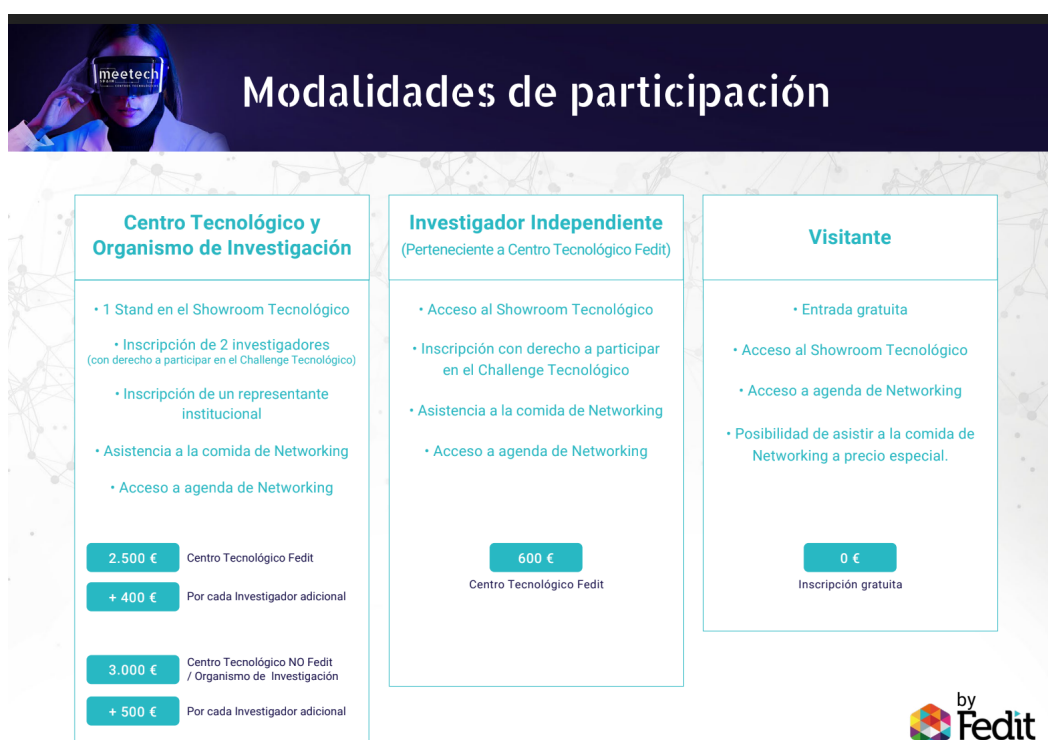 meetech
SPAIN
CENTROS TECNOLÓGICOS
Modalidades de participación
Centro Tecnológico y
Organismo de Investigación
• 1 Stand en el Showroom Tecnológico
• Inscripción de 2 investigadores
(con derecho a participar en el Challenge Tecnológico)
• Inscripción de un representante
institucional
• Asistencia a la comida de Networking
• Acceso a agenda de Networking
2.500 € Centro Tecnológico Fedit
+ 400 € Por cada Investigador adicional
3.000 € Centro Tecnológico NO Fedit
/ Organismo de Investigación
+ 500 € Por cada Investigador adicional
Investigador Independiente
(Perteneciente a Centro Tecnológico Fedit)
• Acceso al Showroom Tecnológico
• Inscripción con derecho a participar
en el Challenge Tecnológico
• Asistencia a la comida de Networking
• Acceso a agenda de Networking
600 €
Centro Tecnológico Fedit
Visitante
• Entrada gratuita
• Acceso al Showroom Tecnológico
• Acceso a agenda de Networking
• Posibilidad de asistir a la comida de
Networking a precio especial.
0 €
Inscripción gratuita
by
Fedit